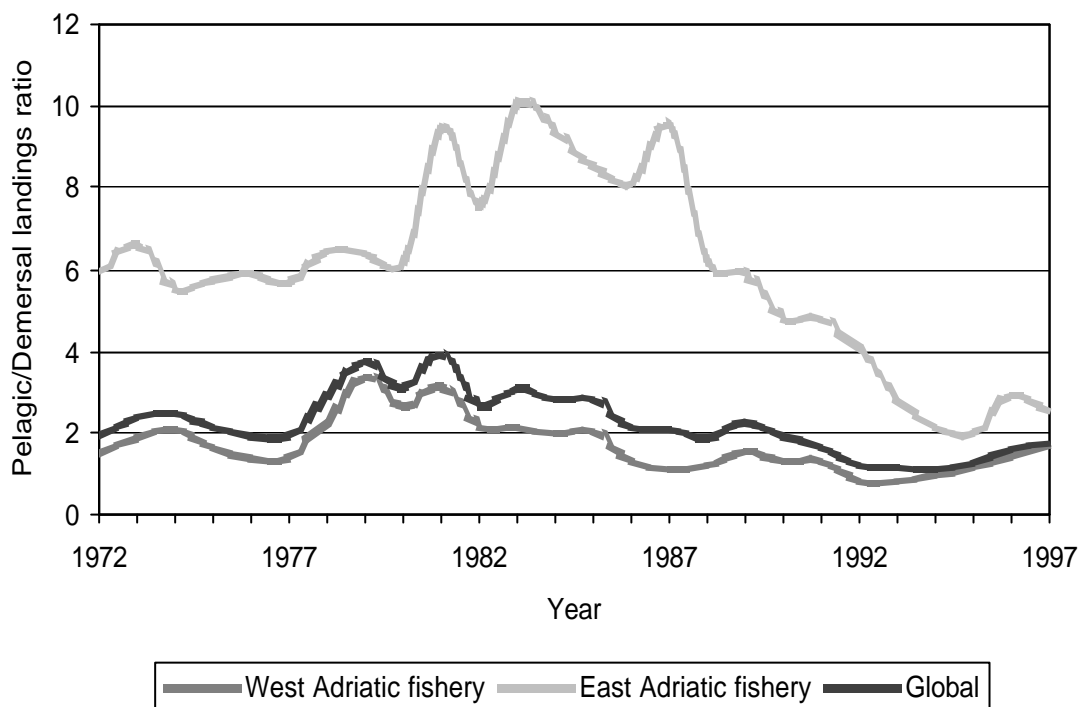 Pelagic/Demersal landings ratio
12
10
8
6
4
2
0
1972 1977 1982 1987 1992 1997
Year
West Adriatic fishery East Adriatic fishery Global